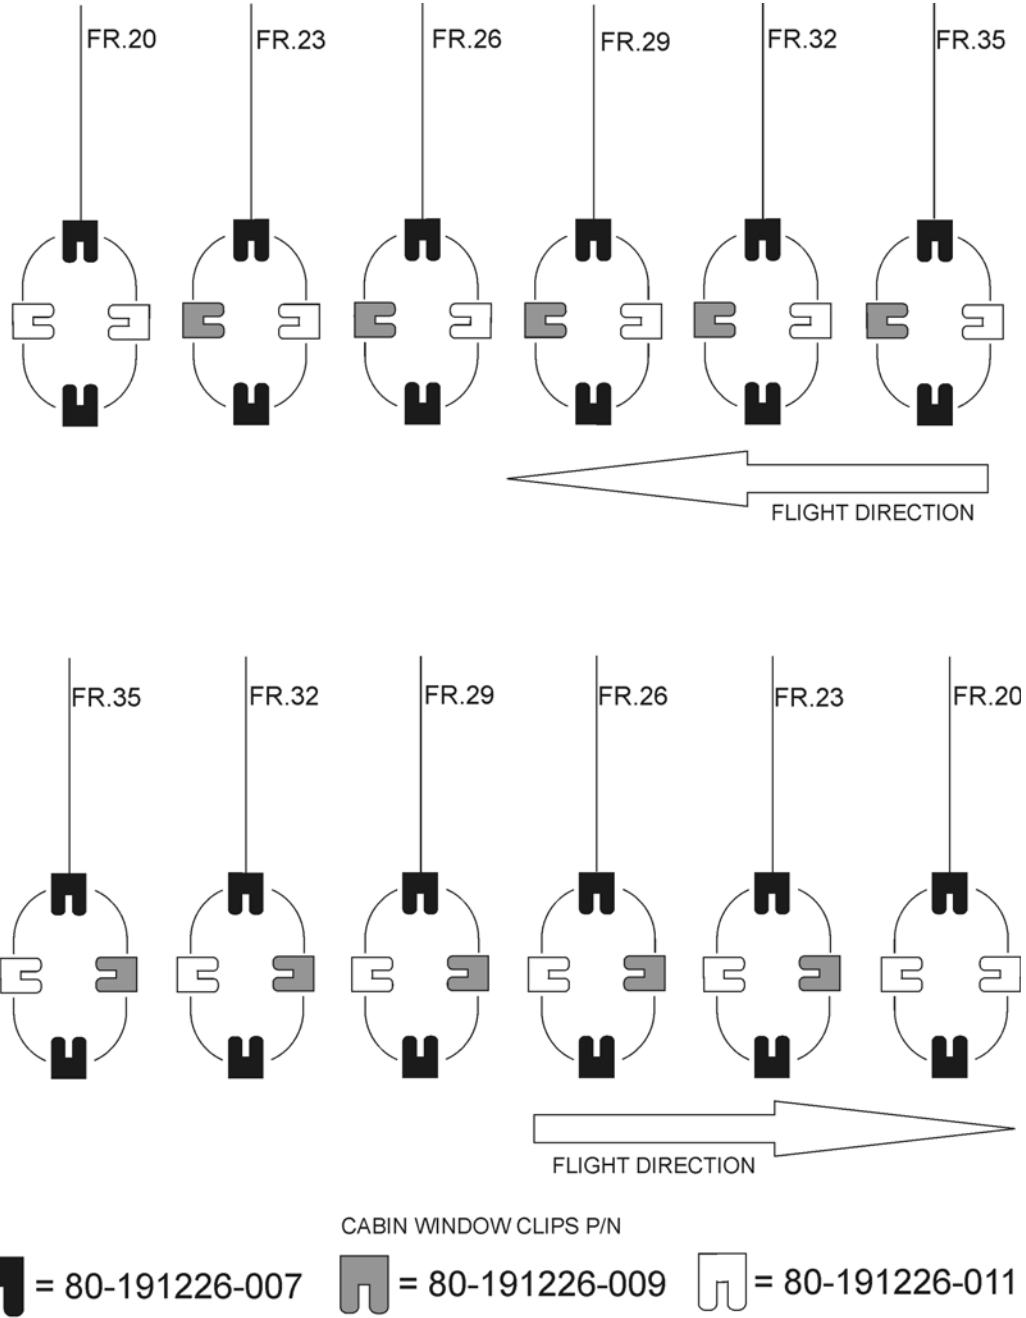 FR.20 FR.23 FR.26 FR.29 FR.32 FR.35
FLIGHT DIRECTION
FR.35 FR.32 FR.29 FR.26 FR.23 FR.20
FLIGHT DIRECTION
CABIN WINDOW CLIPS P/N
= 80-191226-007 = 80-191226-009 = 80-191226-011